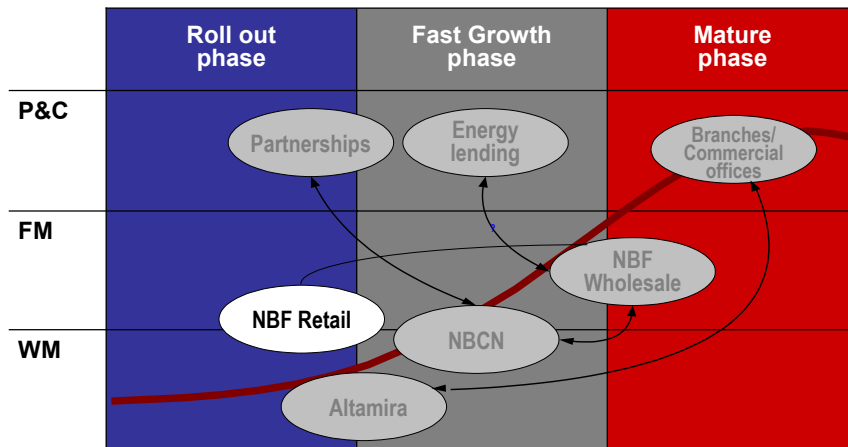 Roll out
phase
Fast Growth
phase
Mature
phase
P&C
Partnerships
Energy
lending
Branches/
Commercial
offices
FM
?
NBF
Wholesale
NBF Retail
WM
NBCN
Altamira